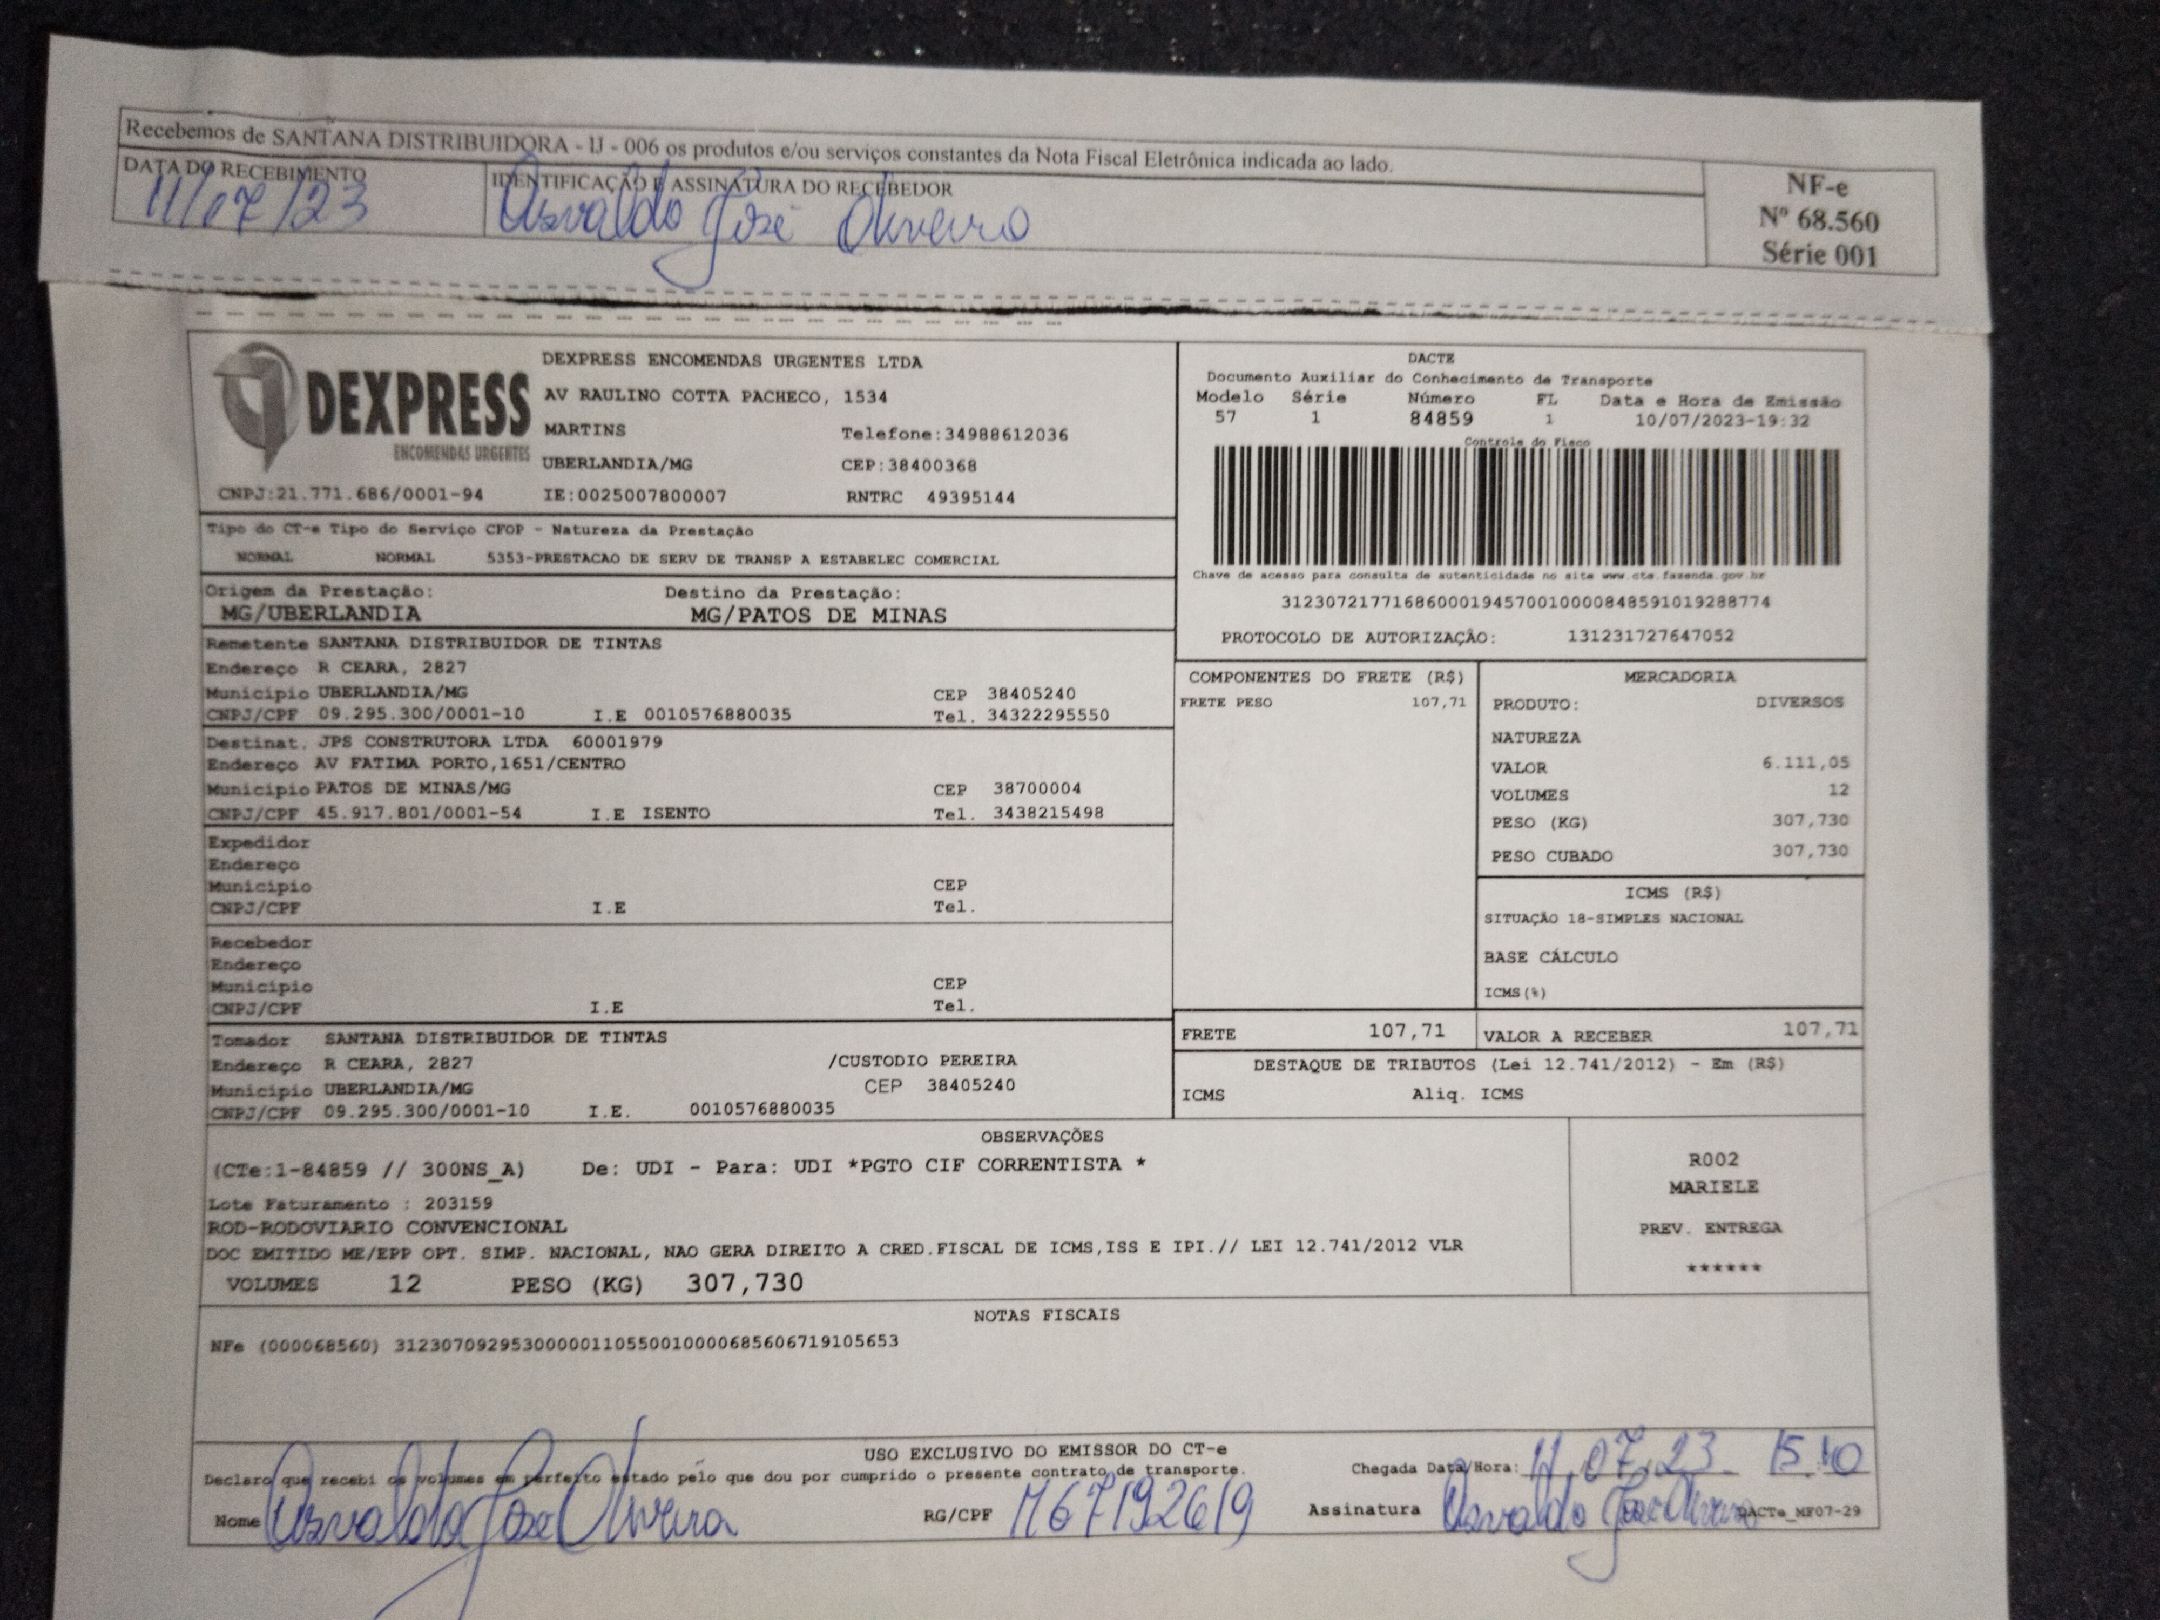 Recebemos de SANTANA DISTRIBUIDORA - IJ - 006 os produtos e/ou serviços constantes da Nota Fiscal Eletrônica indicada ao lado.
DATA DO RECEBIMENTO
11/07/23
IDENTIFICAÇÃO E ASSINATURA DO RECEBEDOR
Osvaldo José Oliveira
NF-e
Nº 68.560
Série 001
DEXPRESS
ENCOMENDAS URGENTES
CNPJ:21.771.686/0001-94
DEXPRESS ENCOMENDAS URGENTES LTDA
AV RAULINO COTTA PACHECO, 1534
MARTINS Telefone:34988612036
UBERLANDIA/MG CEP:38400368
IE:0025007800007 RNTRC 49395144
DACTE
Documento Auxiliar do Conhecimento de Transporte
Modelo Série Número FL Data e Hora de Emissão
57 1 84859 1 10/07/2023-19:32
Controle do Fisco
Chave de acesso para consulta de autenticidade no site www.cte.fazenda.gov.br
31230721771686000194570010000848591019288774
PROTOCOLO DE AUTORIZAÇÃO: 131231727647052
Tipo do CT-e Tipo do Serviço CFOP - Natureza da Prestação
NORMAL NORMAL 5353-PRESTACAO DE SERV DE TRANSP A ESTABELEC COMERCIAL
Origem da Prestação: Destino da Prestação:
MG/UBERLANDIA MG/PATOS DE MINAS
Remetente SANTANA DISTRIBUIDOR DE TINTAS
Endereço R CEARA, 2827
Municipio UBERLANDIA/MG CEP 38405240
CNPJ/CPF 09.295.300/0001-10 I.E 0010576880035 Tel. 34322295550
Destinat. JPS CONSTRUTORA LTDA 60001979
Endereço AV FATIMA PORTO,1651/CENTRO
Municipio PATOS DE MINAS/MG CEP 38700004
CNPJ/CPF 45.917.801/0001-54 I.E ISENTO Tel. 3438215498
Expedidor
Endereço
Municipio CEP
CNPJ/CPF I.E Tel.
Recebedor
Endereço
Municipio CEP
CNPJ/CPF I.E Tel.
Tomador SANTANA DISTRIBUIDOR DE TINTAS
Endereço R CEARA, 2827 /CUSTODIO PEREIRA
Municipio UBERLANDIA/MG CEP 38405240
CNPJ/CPF 09.295.300/0001-10 I.E. 0010576880035
COMPONENTES DO FRETE (R$)
FRETE PESO 107,71
MERCADORIA
PRODUTO: DIVERSOS
NATUREZA
VALOR 6.111,05
VOLUMES 12
PESO (KG) 307,730
PESO CUBADO 307,730
ICMS (R$)
SITUAÇÃO 18-SIMPLES NACIONAL
BASE CÁLCULO
ICMS(%)
FRETE 107,71 VALOR A RECEBER 107,71
DESTAQUE DE TRIBUTOS (Lei 12.741/2012) - Em (R$)
ICMS Aliq. ICMS
OBSERVAÇÕES
(CTe:1-84859 // 300NS_A) De: UDI - Para: UDI *PGTO CIF CORRENTISTA *
Lote Faturamento : 203159
ROD-RODOVIARIO CONVENCIONAL
DOC EMITIDO ME/EPP OPT. SIMP. NACIONAL, NAO GERA DIREITO A CRED.FISCAL DE ICMS,ISS E IPI.// LEI 12.741/2012 VLR
VOLUMES 12 PESO (KG) 307,730
R002
MARIELE
PREV. ENTREGA
******
NOTAS FISCAIS
NFe (000068560) 31230709295300000110550010000685606719105653
USO EXCLUSIVO DO EMISSOR DO CT-e
Declaro que recebi os volumes em perfeito estado pelo que dou por cumprido o presente contrato de transporte.
Chegada Data/Hora: 11.07.23 15:40
Nome Osvaldo José Oliveira RG/CPF M67192619 Assinatura Osvaldo José Oliveira DACTe_MF07-29